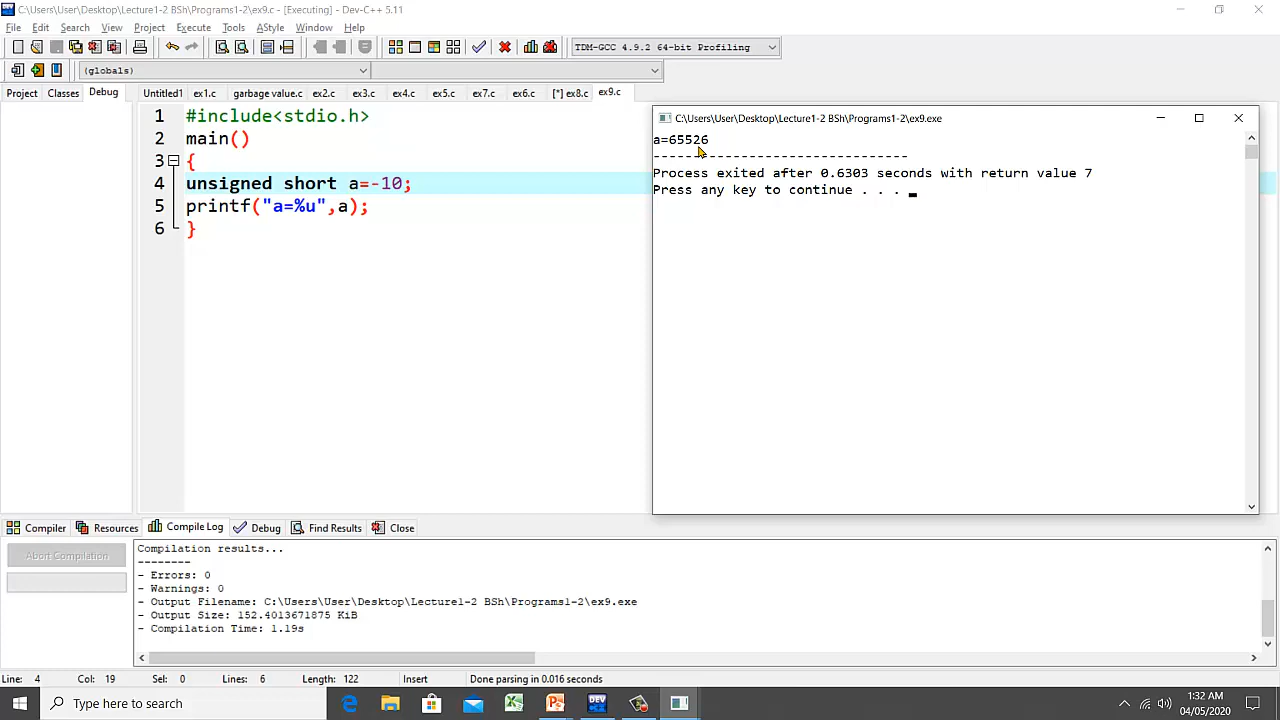 C:\Users\User\Desktop\Lecture1-2 BSh\Programs1-2\ex9.c - [Executing] - Dev-C++ 5.11
File Edit Search View Project Execute Tools AStyle Window Help
TDM-GCC 4.9.2 64-bit Profiling
(globals)
Project Classes Debug Untitled1 ex1.c garbage value.c ex2.c ex3.c ex4.c ex5.c ex7.c ex6.c [*] ex8.c ex9.c
1 #include<stdio.h>
2 main()
3 {
4 unsigned short a=-10;
5 printf("a=%u",a);
6 }
C:\Users\User\Desktop\Lecture1-2 BSh\Programs1-2\ex9.exe
a=65526
--------------------------------
Process exited after 0.6303 seconds with return value 7
Press any key to continue . . .
Compiler Resources Compile Log Debug Find Results Close
Abort Compilation
Compilation results...
--------
- Errors: 0
- Warnings: 0
- Output Filename: C:\Users\User\Desktop\Lecture1-2 BSh\Programs1-2\ex9.exe
- Output Size: 152.4013671875 KiB
- Compilation Time: 1.19s
Line: 4 Col: 19 Sel: 0 Lines: 6 Length: 122 Insert Done parsing in 0.016 seconds
Type here to search
1:32 AM
04/05/2020